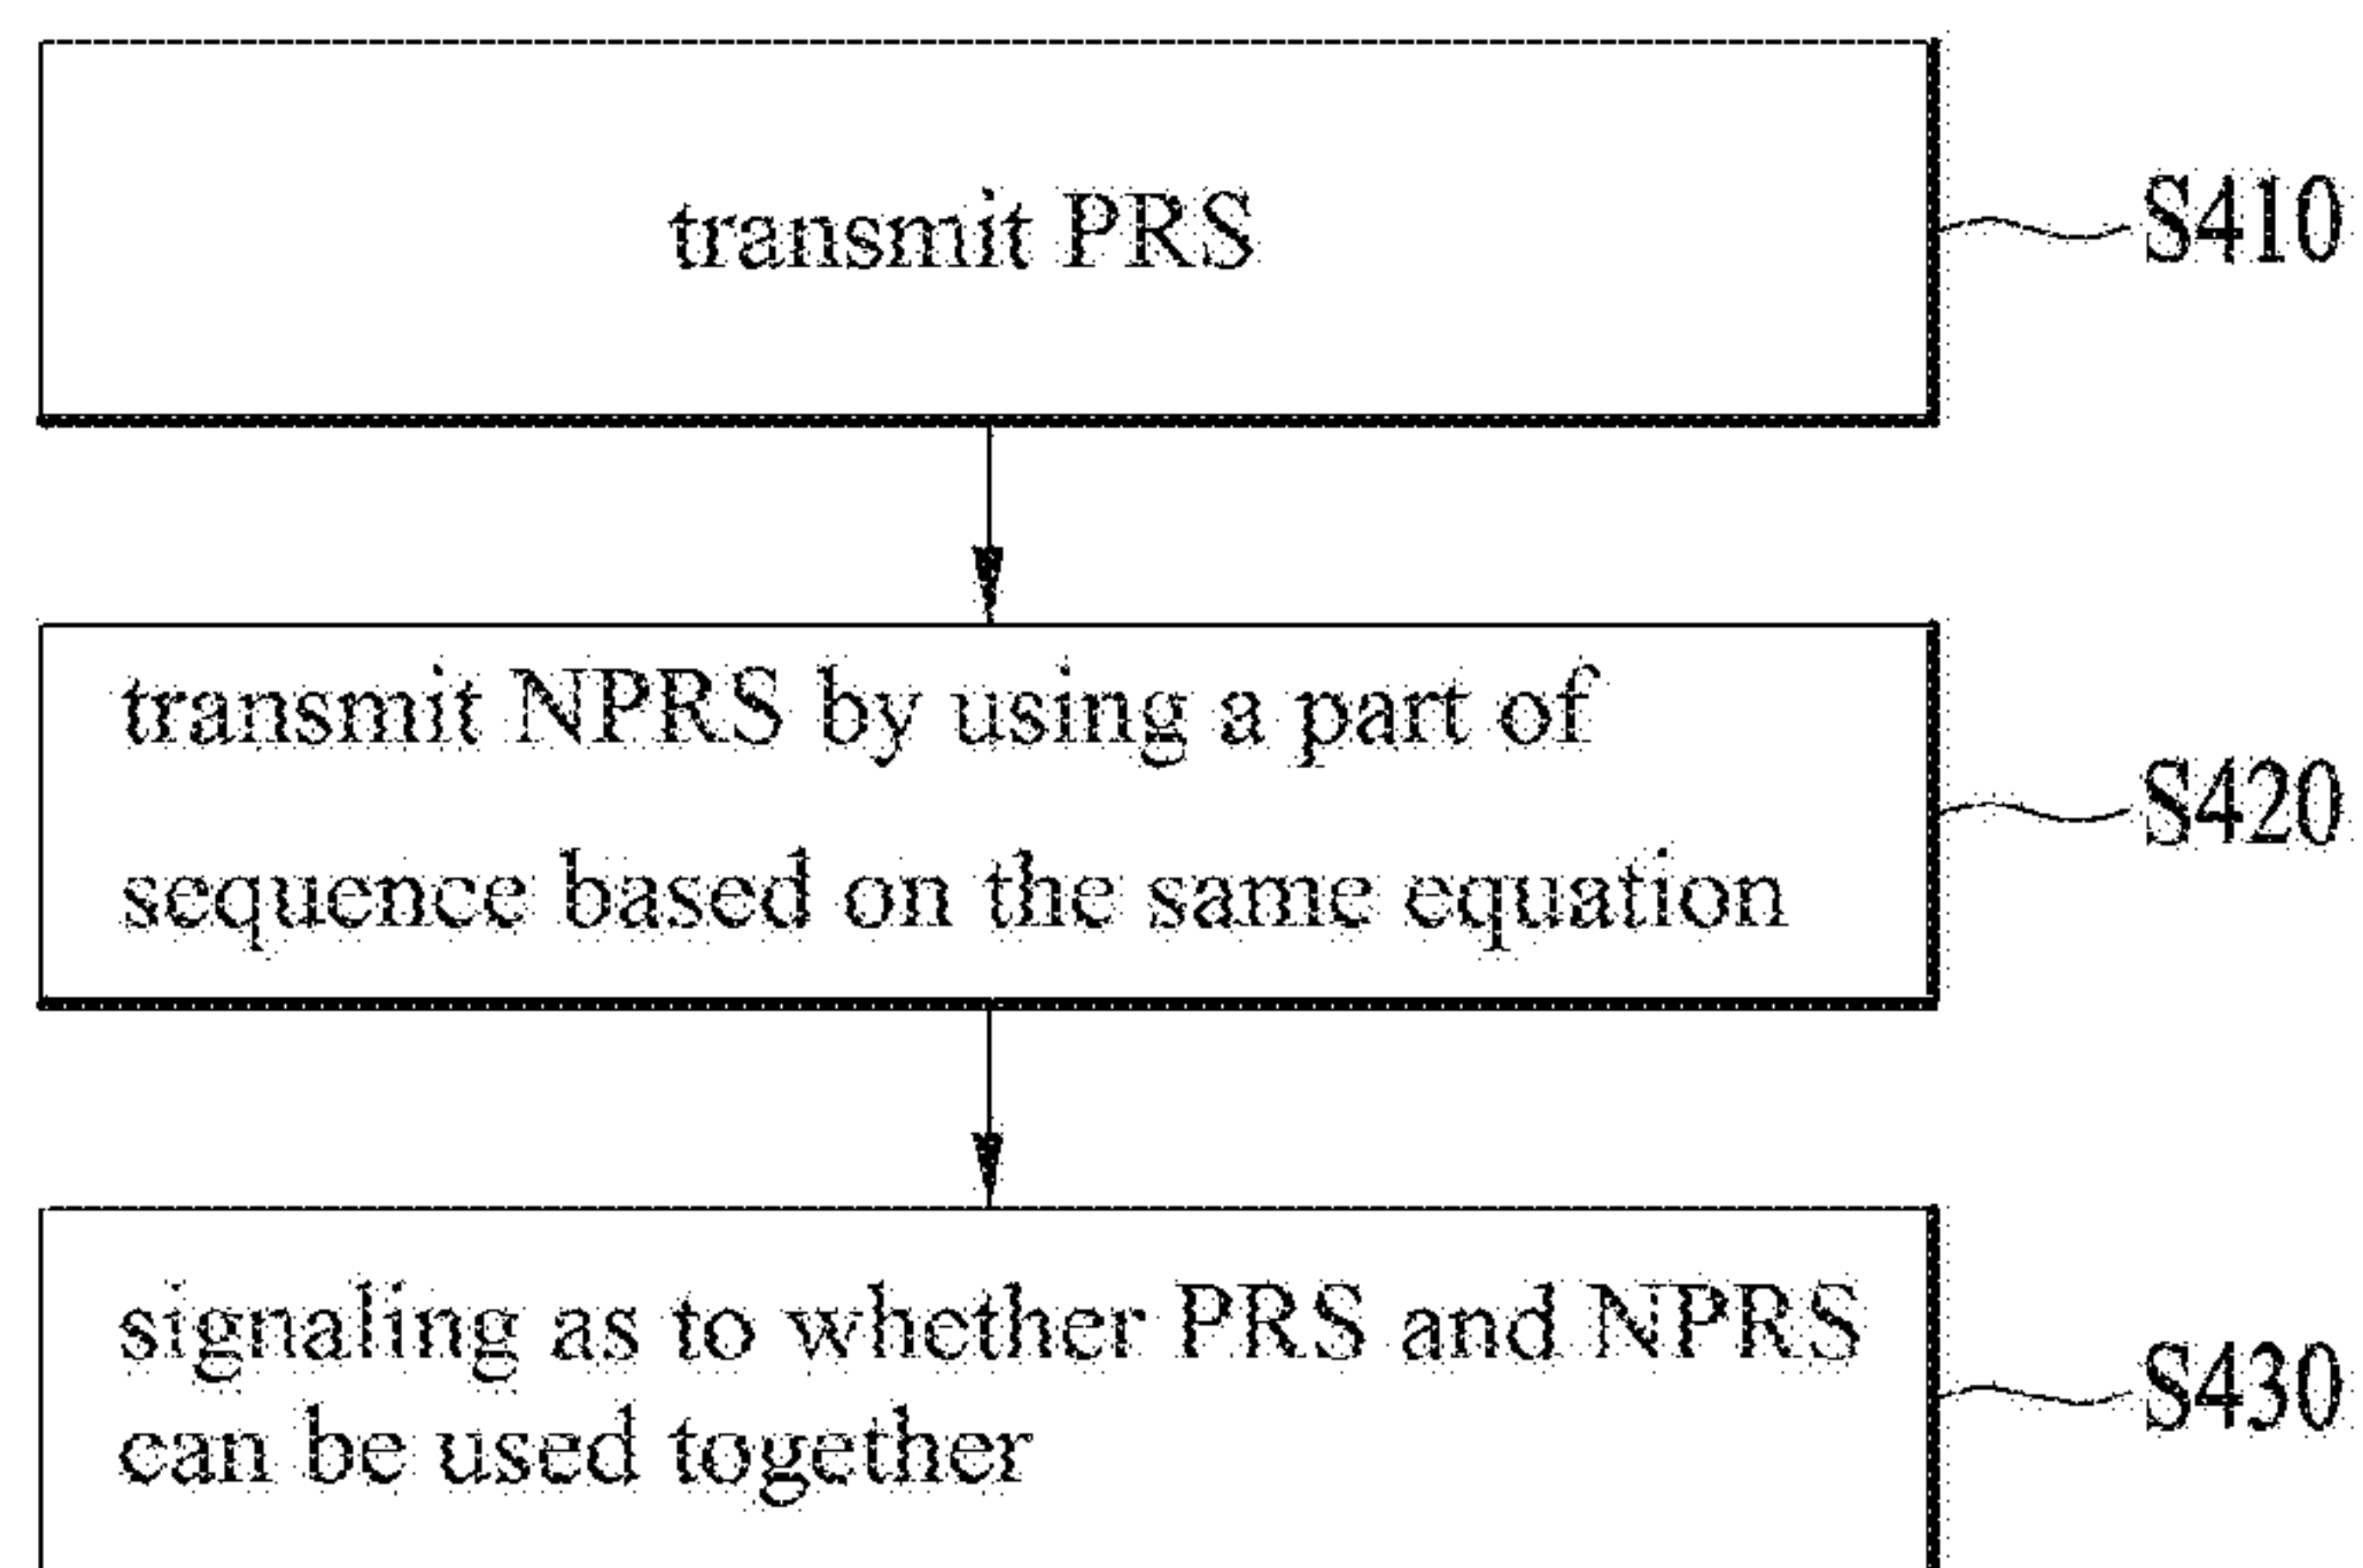 transmit PRS
S410
transmit NPRS by using a part of
sequence based on the same equation
S420
signaling as to whether PRS and NPRS
can be used together
S430